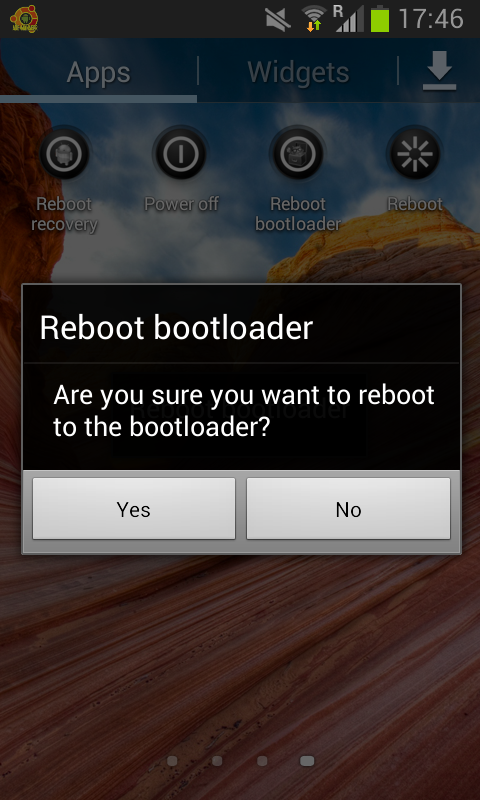 R 17:46
Apps Widgets
Reboot recovery
Power off
Reboot bootloader
Reboot
Reboot bootloader
Are you sure you want to reboot
to the bootloader?
Yes No